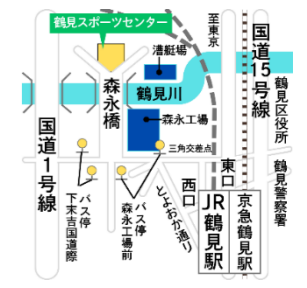 鶴見スポーツセンター
至東京
国道15号線
漕艇場
鶴見川
森永橋
森永工場
鶴見区役所
鶴見警察署
国道1号線
三角交差点
東口
西口
JR鶴見駅
京急鶴見駅
とよおか通り
バス停
森永工場前
バス停
下末吉国道際